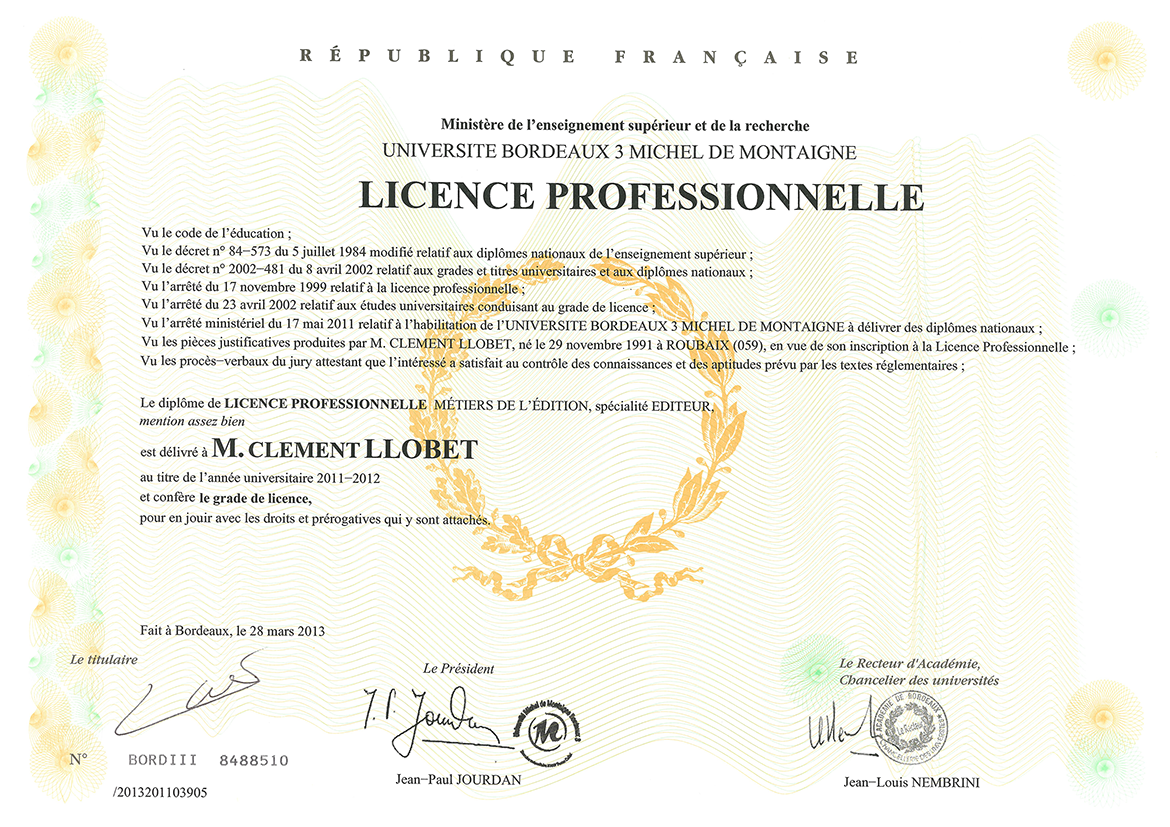 RÉPUBLIQUE FRANÇAISE
Ministère de l'enseignement supérieur et de la recherche
UNIVERSITE BORDEAUX 3 MICHEL DE MONTAIGNE
LICENCE PROFESSIONNELLE
Vu le code de l'éducation ;
Vu le décret n° 84-573 du 5 juillet 1984 modifié relatif aux diplômes nationaux de l'enseignement supérieur ;
Vu le décret n° 2002-481 du 8 avril 2002 relatif aux grades et titres universitaires et aux diplômes nationaux ;
Vu l'arrêté du 17 novembre 1999 relatif à la licence professionnelle ;
Vu l'arrêté du 23 avril 2002 relatif aux études universitaires conduisant au grade de licence ;
Vu l'arrêté ministériel du 17 mai 2011 relatif à l'habilitation de l'UNIVERSITE BORDEAUX 3 MICHEL DE MONTAIGNE à délivrer des diplômes nationaux ;
Vu les pièces justificatives produites par M. CLEMENT LLOBET, né le 29 novembre 1991 à ROUBAIX (059), en vue de son inscription à la Licence Professionnelle ;
Vu les procès-verbaux du jury attestant que l'intéressé a satisfait au contrôle des connaissances et des aptitudes prévu par les textes réglementaires ;
Le diplôme de LICENCE PROFESSIONNELLE MÉTIERS DE L'ÉDITION, spécialité EDITEUR,
mention assez bien
est délivré à M. CLEMENT LLOBET
au titre de l'année universitaire 2011-2012
et confère le grade de licence,
pour en jouir avec les droits et prérogatives qui y sont attachés.
Fait à Bordeaux, le 28 mars 2013
Le titulaire
Le Président
Le Recteur d'Académie,
Chancelier des universités
J. P. Jourdan
ACADEMIE DE BORDEAUX
Le Recteur
N° BORDIII 8488510
/2013201103905
Jean-Paul JOURDAN
Jean-Louis NEMBRINI